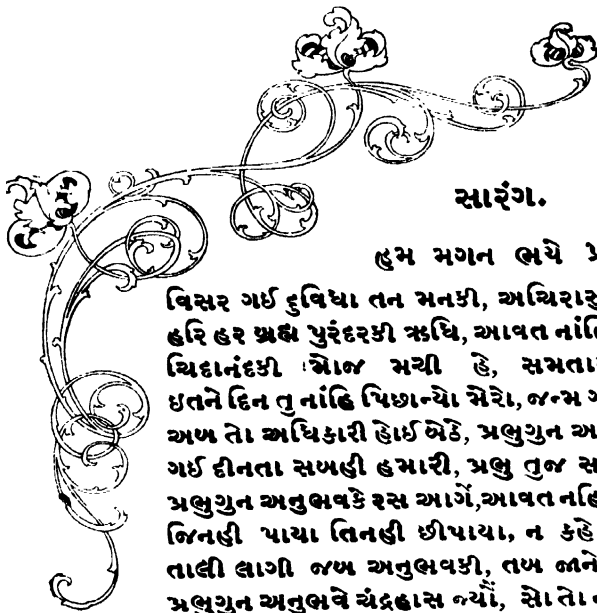 સારંગ.
હમ મગન ભયે પ્ર
વિસર ગઈ દુવિધા તન મનકી, અચિરાસુ
હરિ હર બ્રહ્મ પુરંદરકી ઋધિ, આવત નાંહિ
ચિદાનંદકી મોજ મચી હે, સમતા
ઇતને દિન તુ નાંહિ પિછાન્યો મેરો, જન્મ ગ
અબ તો અધિકારી હોઈ બેઠે, પ્રભુગુન અ
ગઈ દીનતા સબહી હમારી, પ્રભુ તુજ સ
પ્રભુગુન અનુભવકે રસ આગેં,આવત નહિ
જિનહી પાયા તિનહી છીપાયા, ન કહે
તાલી લાગી જબ અનુભવકી, તબ જાને
પ્રભુગુન અનુભવ ચંદ્રહાસ જ્યૌં, સો તો ન